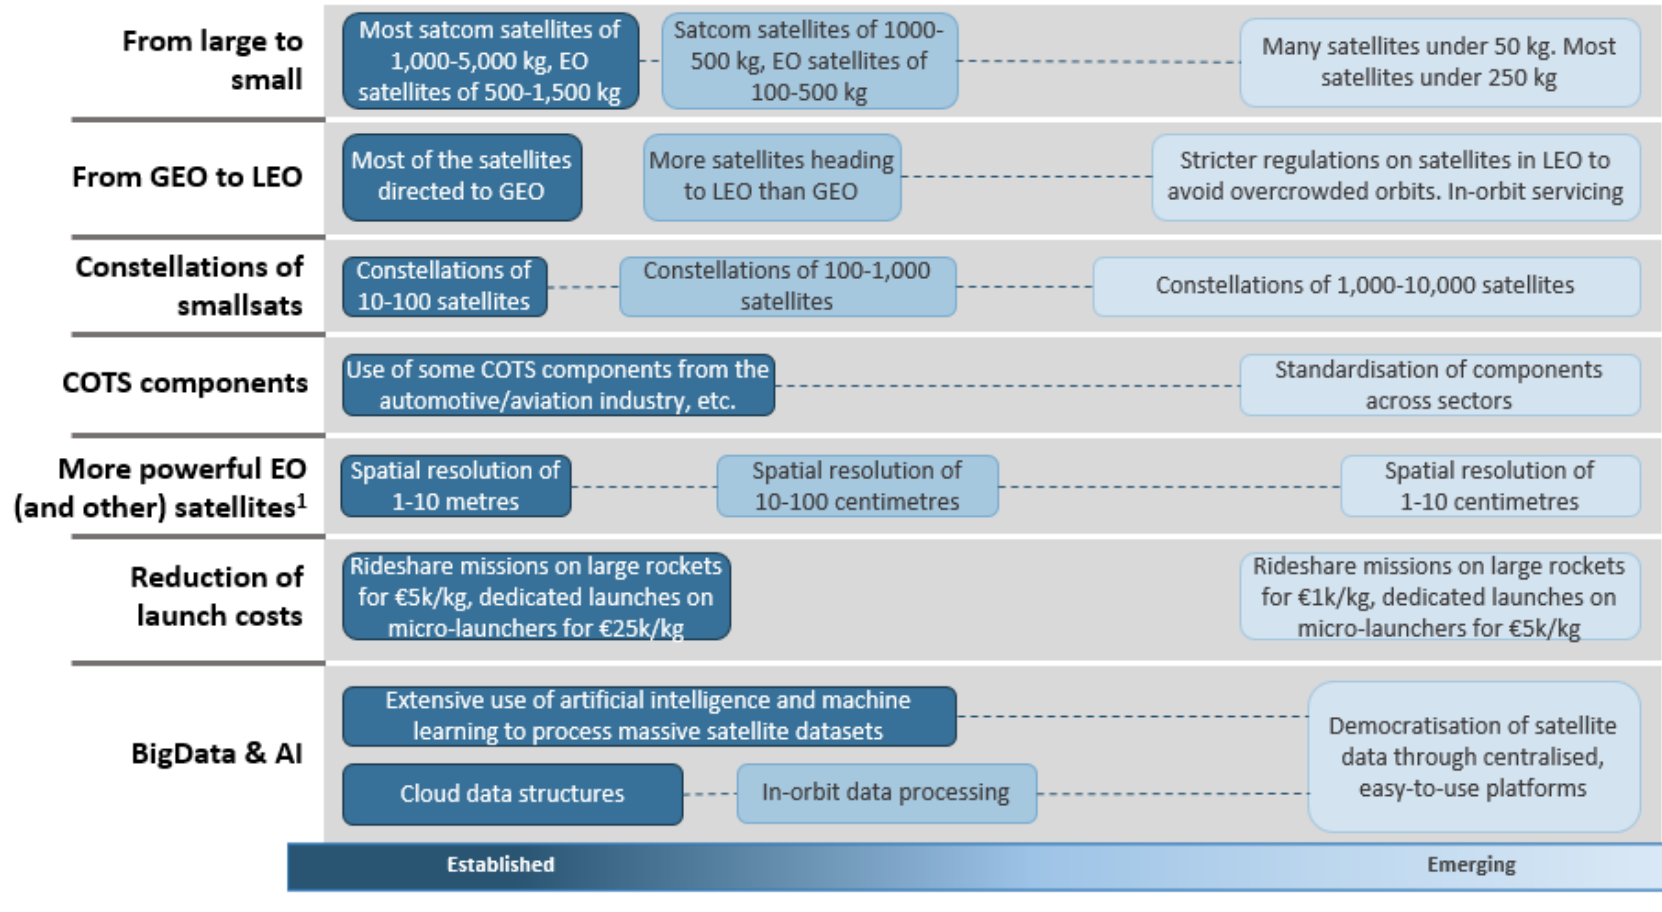 From large to
small
Most satcom satellites of
1,000-5,000 kg, EO
satellites of 500-1,500 kg
Satcom satellites of 1000-
500 kg, EO satellites of
100-500 kg
Many satellites under 50 kg. Most
satellites under 250 kg
From GEO to LEO
Most of the satellites
directed to GEO
More satellites heading
to LEO than GEO
Stricter regulations on satellites in LEO to
avoid overcrowded orbits. In-orbit servicing
Constellations of
smallsats
Constellations of
10-100 satellites
Constellations of 100-1,000
satellites
Constellations of 1,000-10,000 satellites
COTS components
Use of some COTS components from the
automotive/aviation industry, etc.
Standardisation of components
across sectors
More powerful EO
(and other) satellites¹
Spatial resolution of
1-10 metres
Spatial resolution of
10-100 centimetres
Spatial resolution of
1-10 centimetres
Reduction of
launch costs
Rideshare missions on large rockets
for €5k/kg, dedicated launches on
micro-launchers for €25k/kg
Rideshare missions on large rockets
for €1k/kg, dedicated launches on
micro-launchers for €5k/kg
BigData & AI
Extensive use of artificial intelligence and machine
learning to process massive satellite datasets
Cloud data structures
In-orbit data processing
Democratisation of satellite
data through centralised,
easy-to-use platforms
Established
Emerging